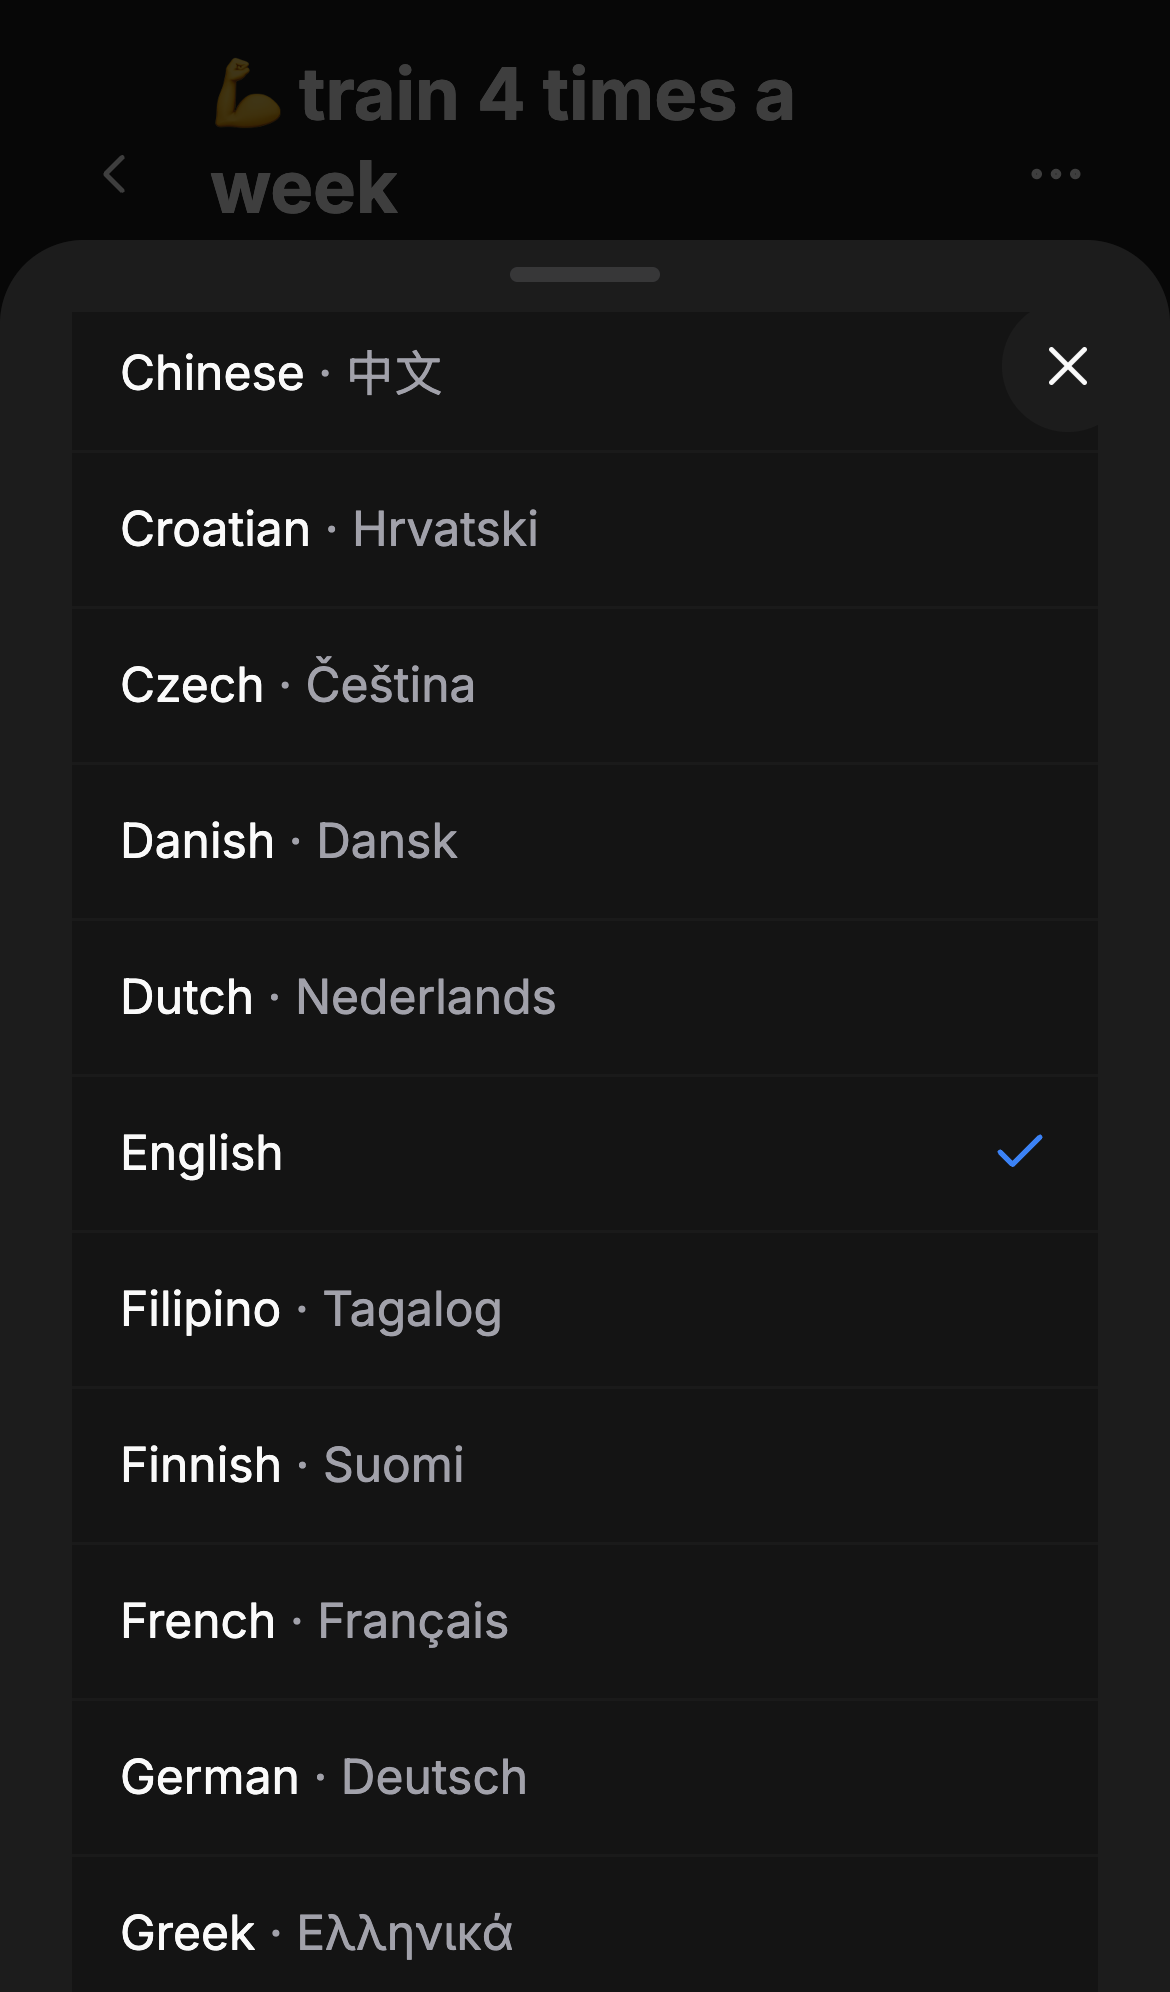 💪 train 4 times a
week
Chinese · 中文
Croatian · Hrvatski
Czech · Čeština
Danish · Dansk
Dutch · Nederlands
English
Filipino · Tagalog
Finnish · Suomi
French · Français
German · Deutsch
Greek · Ελληνικά